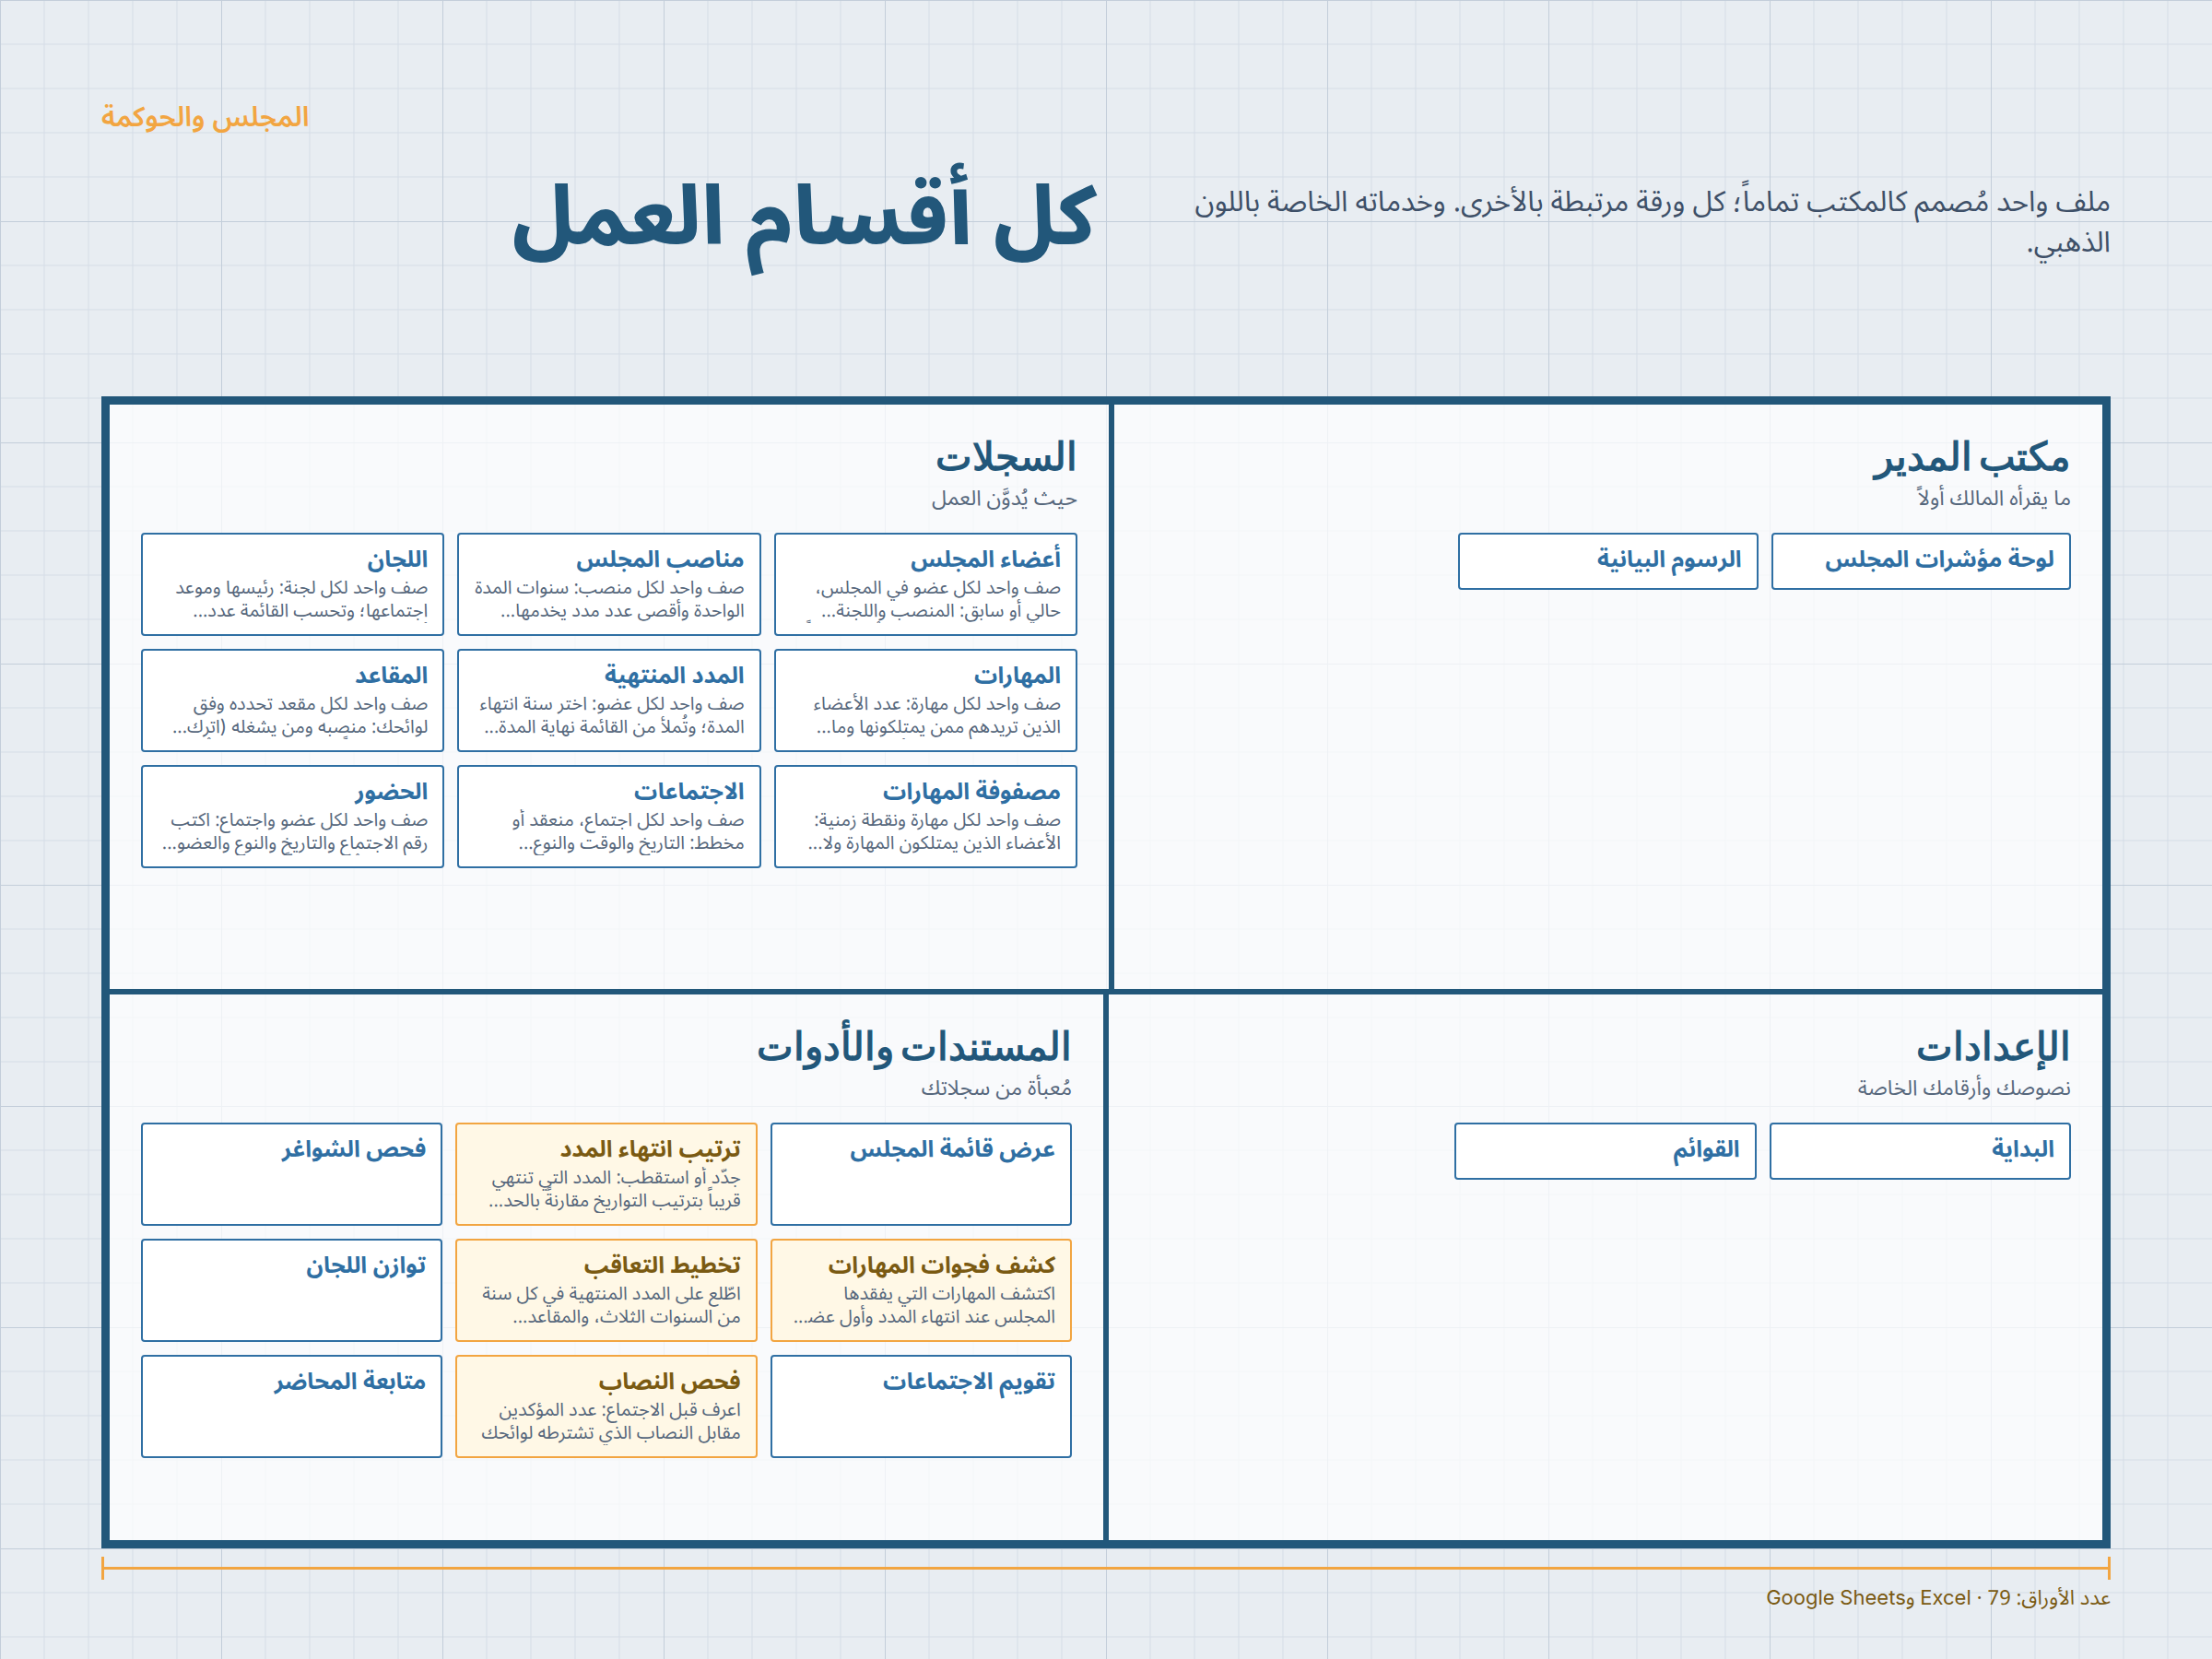 المجلس والحوكمة
كل أقسام العمل
ملف واحد مُصمم كالمكتب تماماً؛ كل ورقة مرتبطة بالأخرى. وخدماته الخاصة باللون
الذهبي.
مكتب المدير
ما يقرأه المالك أولاً
لوحة مؤشرات المجلس
الرسوم البيانية
السجلات
حيث يُدوَّن العمل
أعضاء المجلس
صف واحد لكل عضو في المجلس،
حالي أو سابق: المنصب واللجنة...
مناصب المجلس
صف واحد لكل منصب: سنوات المدة
الواحدة وأقصى عدد مدد يخدمها...
اللجان
صف واحد لكل لجنة: رئيسها وموعد
اجتماعها؛ وتحسب القائمة عدد...
المهارات
صف واحد لكل مهارة: عدد الأعضاء
الذين تريدهم ممن يمتلكونها وما...
المدد المنتهية
صف واحد لكل عضو: اختر سنة انتهاء
المدة؛ وتُملأ من القائمة نهاية المدة...
المقاعد
صف واحد لكل مقعد تحدده وفق
لوائحك: منصبه ومن يشغله (اترك...
مصفوفة المهارات
صف واحد لكل مهارة ونقطة زمنية:
الأعضاء الذين يمتلكون المهارة ولا...
الاجتماعات
صف واحد لكل اجتماع، منعقد أو
مخطط: التاريخ والوقت والنوع...
الحضور
صف واحد لكل عضو واجتماع: اكتب
رقم الاجتماع والتاريخ والنوع والعضو...
الإعدادات
نصوصك وأرقامك الخاصة
البداية
القوائم
المستندات والأدوات
مُعبأة من سجلاتك
عرض قائمة المجلس
ترتيب انتهاء المدد
جدّد أو استقطب: المدد التي تنتهي
قريباً بترتيب التواريخ مقارنةً بالحد...
فحص الشواغر
كشف فجوات المهارات
اكتشف المهارات التي يفقدها
المجلس عند انتهاء المدد وأول عض...
تخطيط التعاقب
اطّلع على المدد المنتهية في كل سنة
من السنوات الثلاث، والمقاعد...
توازن اللجان
تقويم الاجتماعات
فحص النصاب
اعرف قبل الاجتماع: عدد المؤكدين
مقابل النصاب الذي تشترطه لوائحك
متابعة المحاضر
عدد الأوراق: 79 · Excel وGoogle Sheets